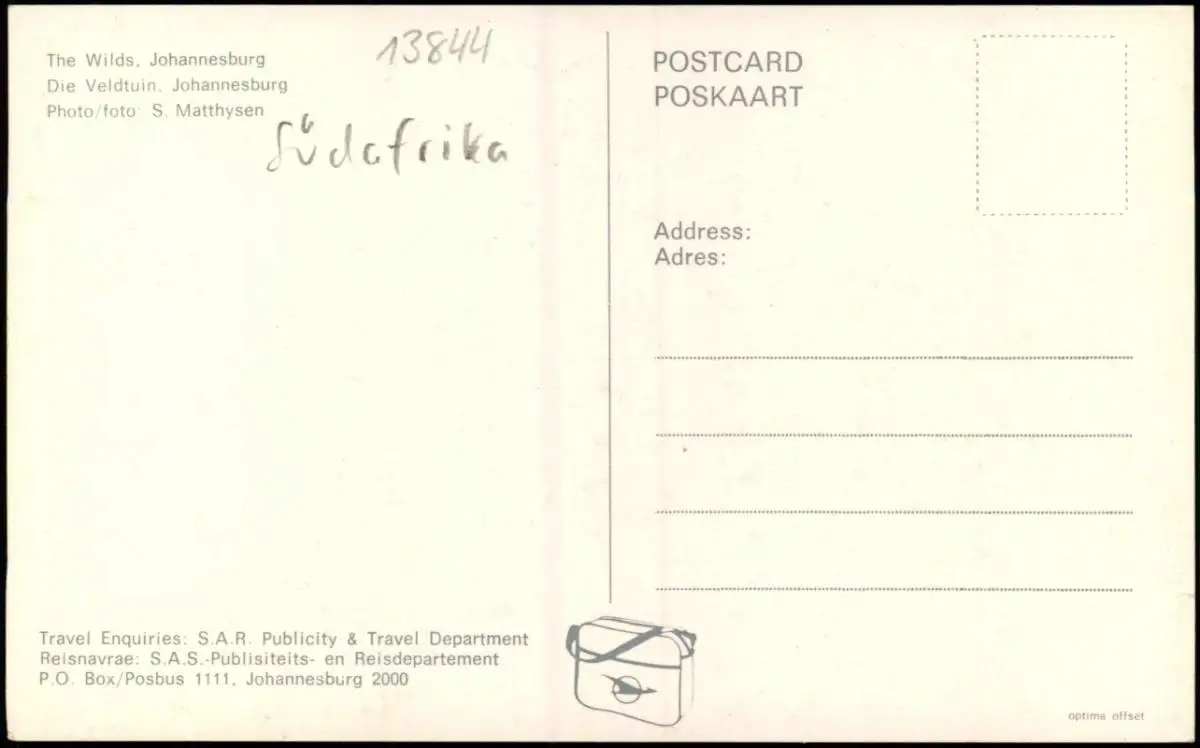 The Wilds, Johannesburg
Die Veldtuin, Johannesburg
Photo/foto: S. Matthysen
13844
Südafrika
POSTCARD
POSKAART
Address:
Adres:
Travel Enquiries: S.A.R. Publicity & Travel Department
Reisnavrae: S.A.S.-Publisiteits- en Reisdepartement
P.O. Box/Posbus 1111, Johannesburg 2000
optima offset